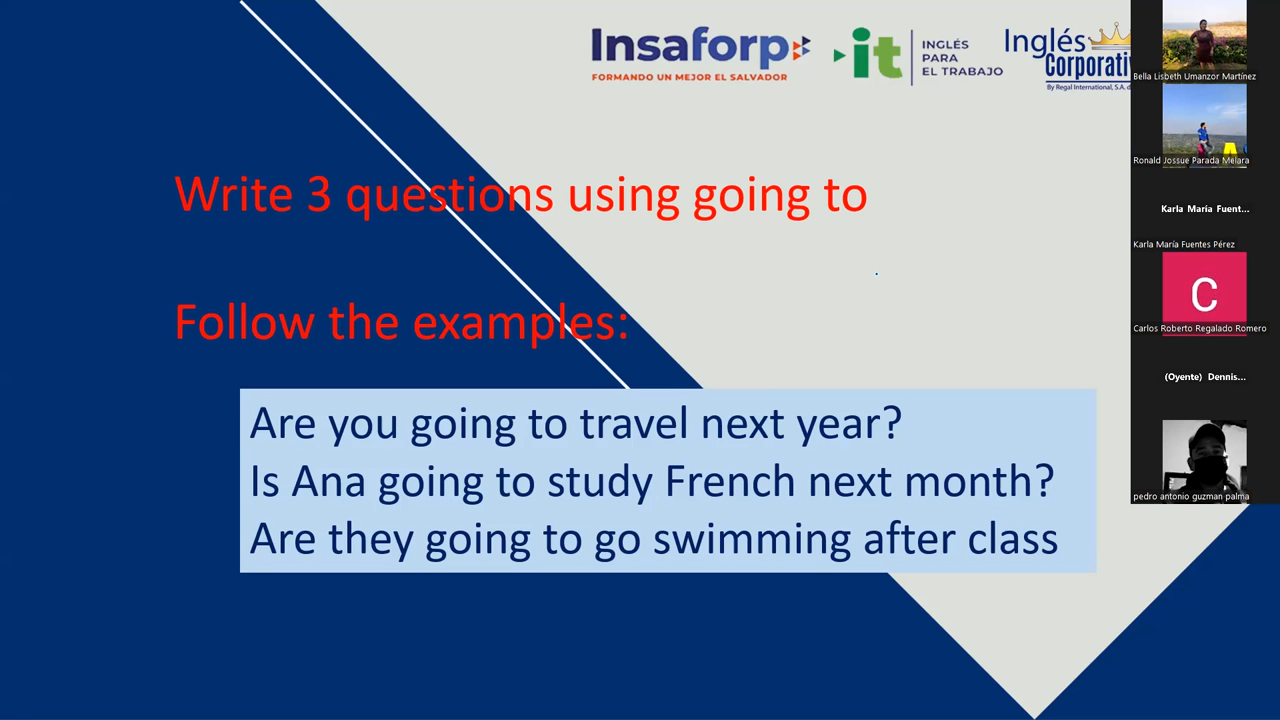 Insaforp
FORMANDO UN MEJOR EL SALVADOR
it
INGLÉS
PARA
EL TRABAJO
Inglés
Corporativ
By Regal International, S.A. d
Write 3 questions using going to
Follow the examples:
Are you going to travel next year?
Is Ana going to study French next month?
Are they going to go swimming after class
Bella Lisbeth Umanzor Martínez
Ronald Jossue Parada Melara
Karla María Fuent...
Karla María Fuentes Pérez
C
Carlos Roberto Regalado Romero
(Oyente) Dennis...
pedro antonio guzman palma